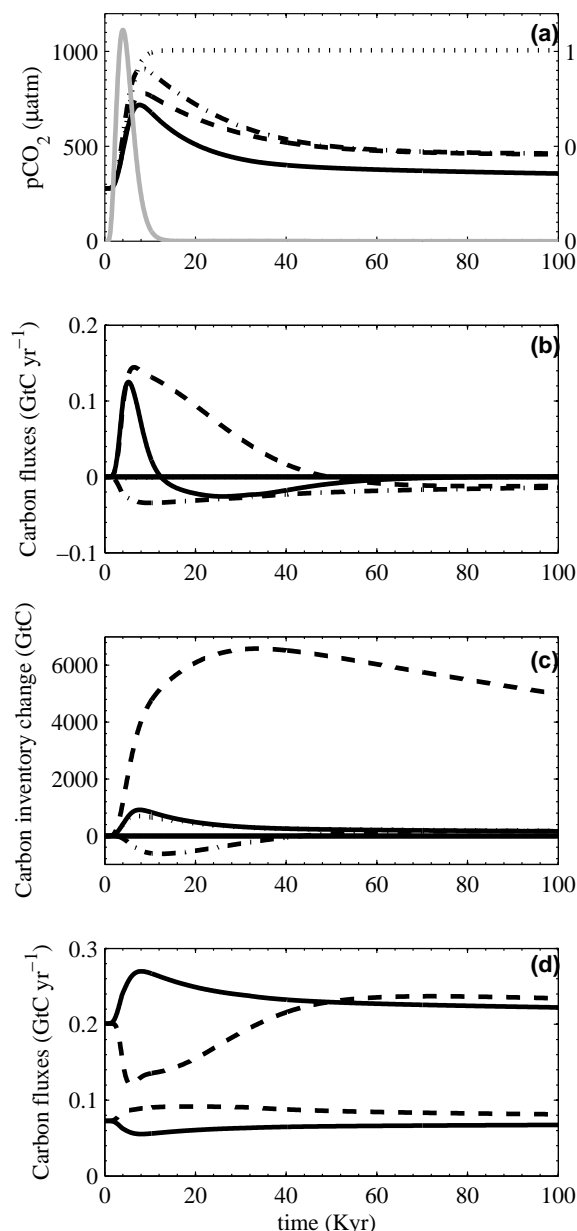 (a)
1000
500
0
pCO2 (μatm)
1
0
0
0 20 40 60 80 100
(b)
0.2
0.1
0
−0.1
Carbon fluxes (GtC yr−1)
0 20 40 60 80 100
(c)
6000
4000
2000
0
Carbon inventory change (GtC)
0 20 40 60 80 100
(d)
0.3
0.2
0.1
0
Carbon fluxes (GtC yr−1)
0 20 40 60 80 100
time (Kyr)